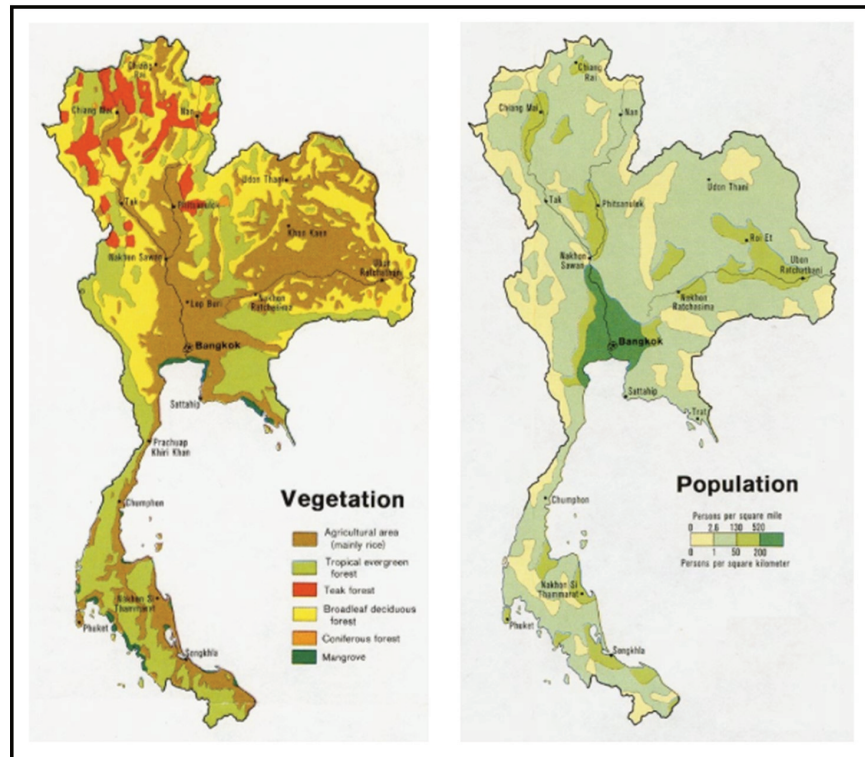 Chiang
Rai
Chiang Mai
Nan
Udon Thani
Tak
Phitsanulok
Khon Kaen
Nakhon Sawan
Ubon
Ratchathani
Lop Buri
Nakhon
Ratchasima
Bangkok
Sattahip
Prachuap
Khiri Khan
Chumphon
Nakhon Si
Thammarat
Phuket
Songkhla
Vegetation
Agricultural area
(mainly rice)
Tropical evergreen
forest
Teak forest
Broadleaf deciduous
forest
Coniferous forest
Mangrove
Chiang
Rai
Chiang Mai
Nan
Udon Thani
Tak
Phitsanulok
Roi Et
Nakhon
Sawan
Ubon
Ratchathani
Nakhon
Ratchasima
Bangkok
Sattahip
Trat
Chumphon
Nakhon Si
Thammarat
Phuket
Songkhla
Population
Persons per square mile
0 2.6 130 520
0 1 50 200
Persons per square kilometer